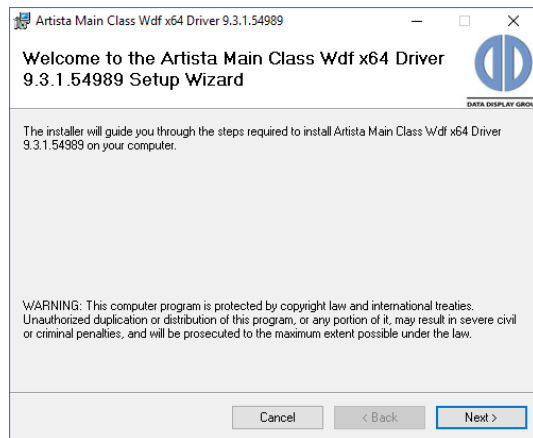 Artista Main Class Wdf x64 Driver 9.3.1.54989
Welcome to the Artista Main Class Wdf x64 Driver
9.3.1.54989 Setup Wizard
DATA DISPLAY GROU
The installer will guide you through the steps required to install Artista Main Class Wdf x64 Driver
9.3.1.54989 on your computer.
WARNING: This computer program is protected by copyright law and international treaties.
Unauthorized duplication or distribution of this program, or any portion of it, may result in severe civil
or criminal penalties, and will be prosecuted to the maximum extent possible under the law.
Cancel
< Back
Next >